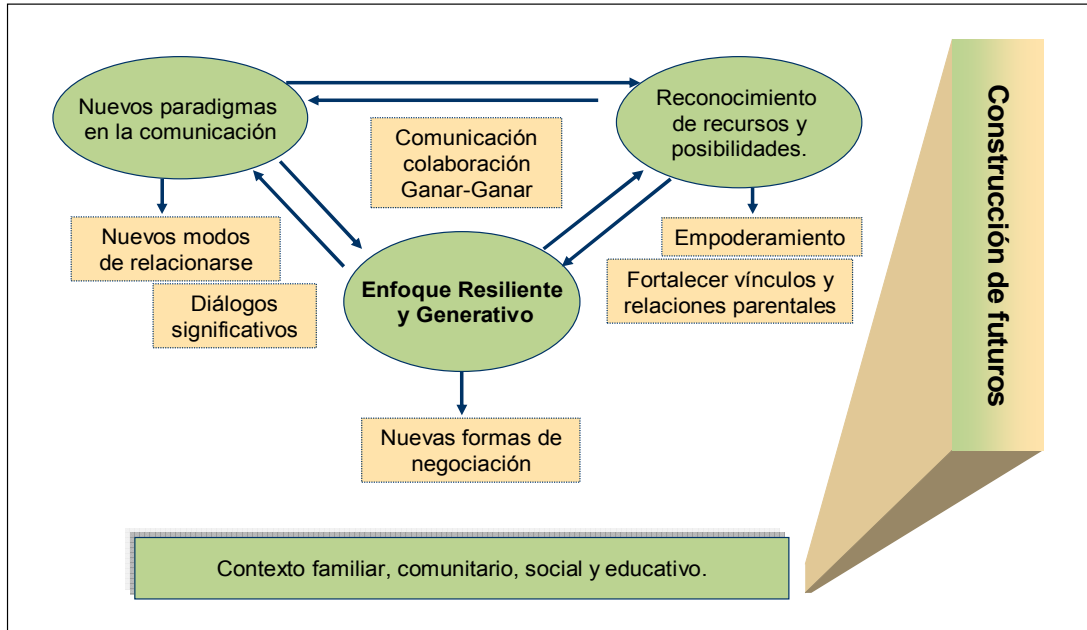 Nuevos paradigmas
en la comunicación
Reconocimiento
de recursos y
posibilidades.
Comunicación
colaboración
Ganar-Ganar
Nuevos modos
de relacionarse
Diálogos
significativos
Empoderamiento
Fortalecer vínculos y
relaciones parentales
Enfoque Resiliente
y Generativo
Nuevas formas de
negociación
Contexto familiar, comunitario, social y educativo.
Construcción de
futuros